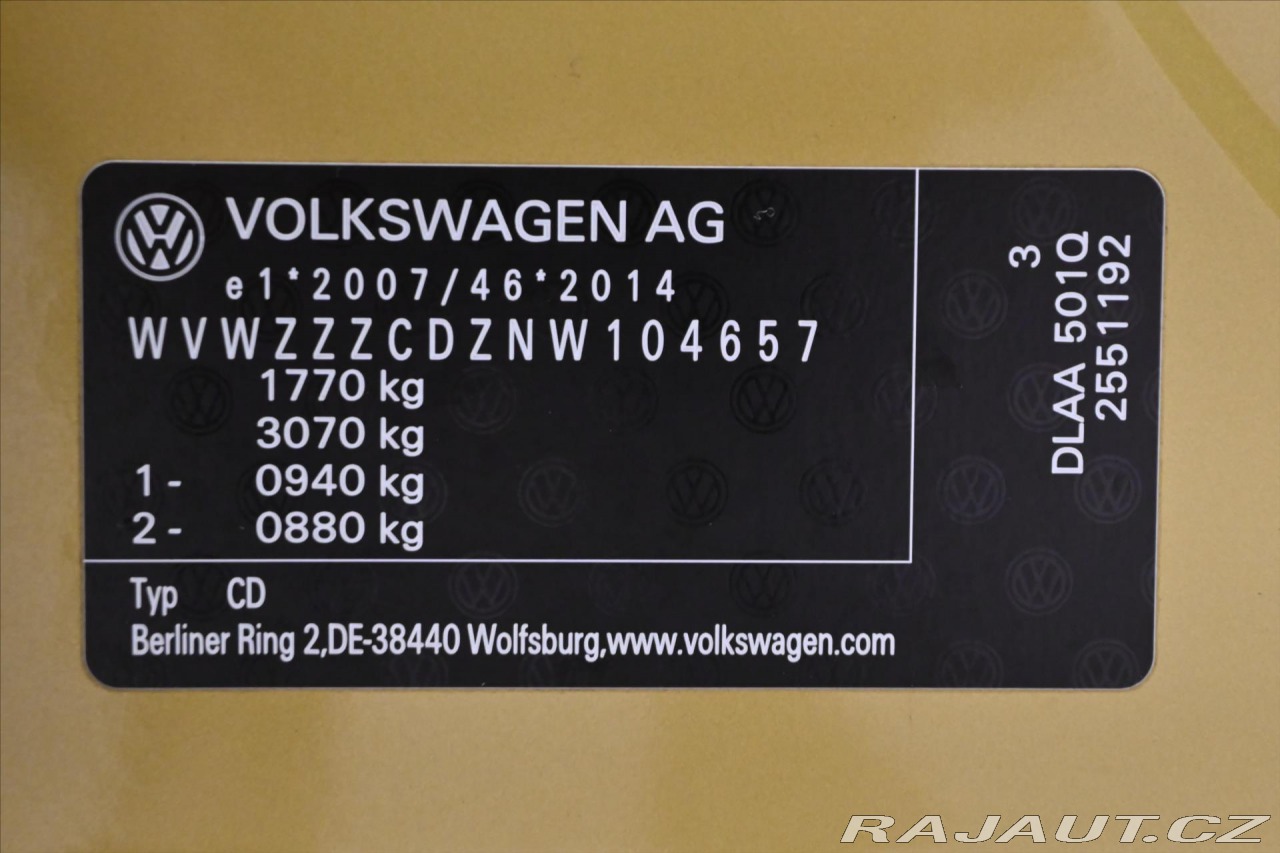 VOLKSWAGEN AG
e1*2007/46*2014
WVWZZZCDZNW104657
1770 kg
3070 kg
1- 0940 kg
2- 0880 kg
Typ CD
Berliner Ring 2,DE-38440 Wolfsburg,www.volkswagen.com
3
DLAA 501Q
2551192
RAJAUT.CZ